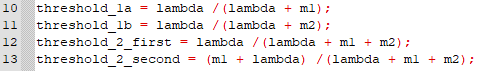 10 threshold_1a = lambda /(lambda + m1);
11 threshold_1b = lambda /(lambda + m2);
12 threshold_2_first = lambda /(lambda + m1 + m2);
13 threshold_2_second = (m1 + lambda) /(lambda + m1 + m2);